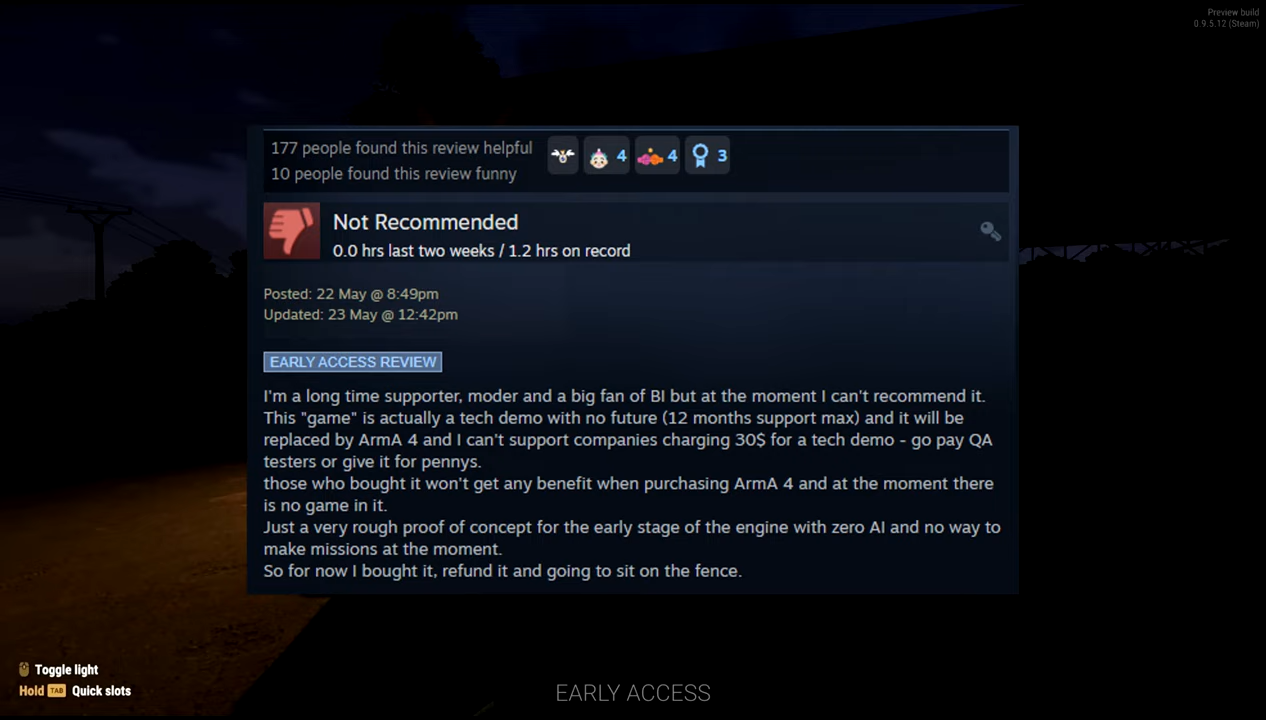 Preview build
0.9.5.12 (Steam)
177 people found this review helpful
10 people found this review funny
4
4
3
Not Recommended
0.0 hrs last two weeks / 1.2 hrs on record
Posted: 22 May @ 8:49pm
Updated: 23 May @ 12:42pm
EARLY ACCESS REVIEW
I'm a long time supporter, moder and a big fan of BI but at the moment I can't recommend it.
This "game" is actually a tech demo with no future (12 months support max) and it will be
replaced by ArmA 4 and I can't support companies charging 30$ for a tech demo - go pay QA
testers or give it for pennys.
those who bought it won't get any benefit when purchasing ArmA 4 and at the moment there
is no game in it.
Just a very rough proof of concept for the early stage of the engine with zero AI and no way to
make missions at the moment.
So for now I bought it, refund it and going to sit on the fence.
Toggle light
Hold TAB Quick slots
EARLY ACCESS